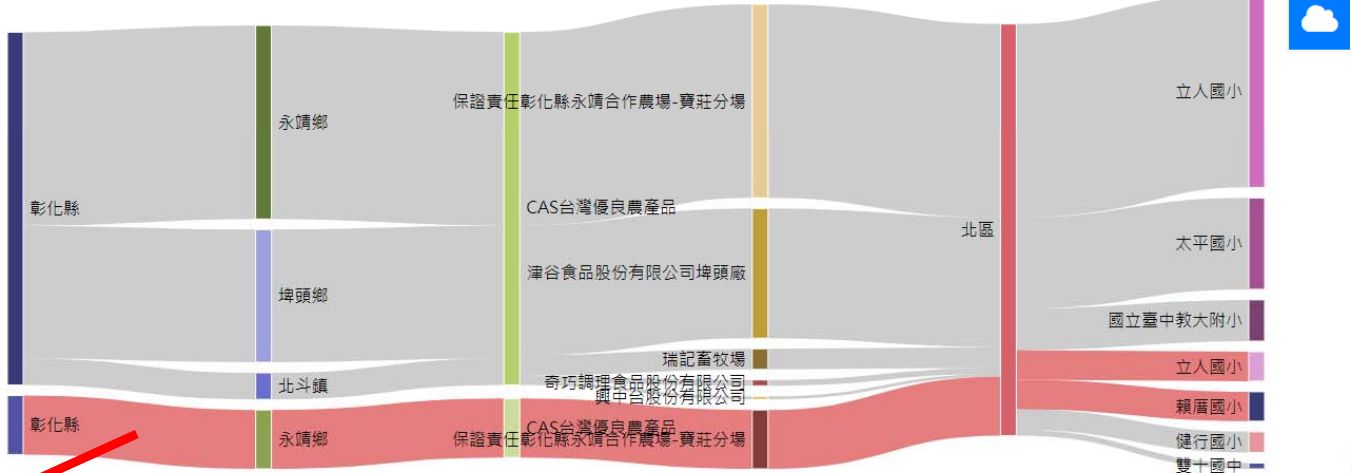 彰化縣
彰化縣
永靖鄉
埤頭鄉
北斗鎮
永靖鄉
CAS台灣優良農產品
CAS台灣優良農產品
保證責任彰化縣永靖合作農場-寶莊分場
津谷食品股份有限公司埤頭廠
瑞記畜牧場
奇巧調理食品股份有限公司
興中台股份有限公司
保證責任彰化縣永靖合作農場-寶莊分場
北區
立人國小
太平國小
國立臺中教大附小
立人國小
賴厝國小
健行國小
雙十國中